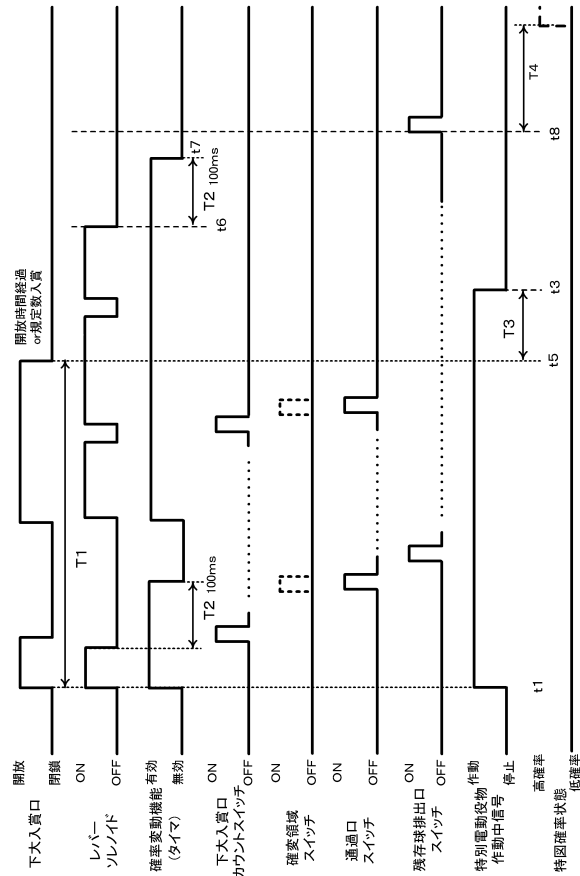 下大入賞口
開放
閉鎖
開放時間経過
or規定数入賞
T1
レバー
ソレノイド
ON
OFF
t6
確率変動機能
(タイマ)
有効
無効
T2 100ms
T2 100ms
t7
下大入賞口
カウントスイッチ
ON
OFF
確変領域
スイッチ
ON
OFF
通過口
スイッチ
ON
OFF
残存球排出口
スイッチ
ON
OFF
特別電動役物
作動中信号
作動
停止
T3
T4
t1
t5
t3
t8
特図確率状態
高確率
低確率